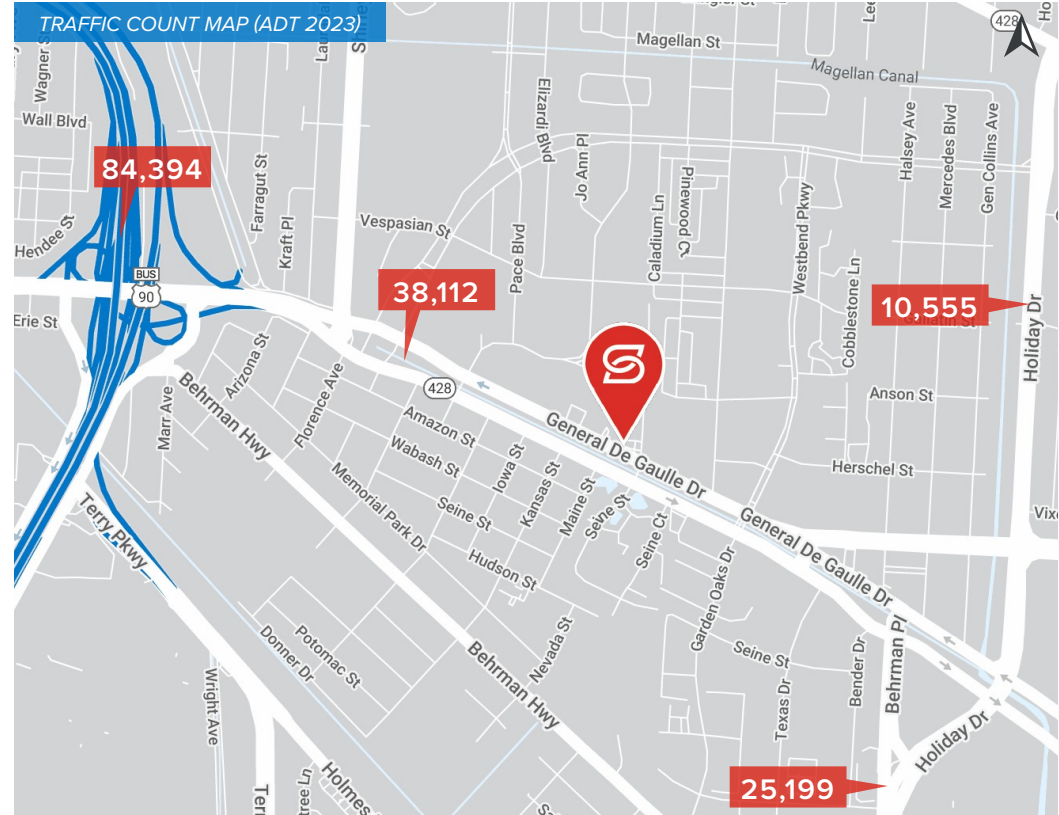 TRAFFIC COUNT MAP (ADT 2023)
428
Magellan St
Magellan Canal
Wagner St
Wall Blvd
84,394
Farragut St
Elizardi Blvd
Jo Ann Pl
Halsey Ave
Mercedes Blvd
Gen Collins Ave
Hendee St
Kraft Pl
Vespasian St
Pace Blvd
Caladium Ln
Pinewood Ct
Westbend Pkwy
Cobblestone Ln
BUS
90
38,112
10,555
Holiday Dr
Erie St
Arizona St
Florence Ave
Marr Ave
Behrman Hwy
428
General De Gaulle Dr
Anson St
Amazon St
Wabash St
Iowa St
Kansas St
Maine St
Seine St
Seine St
Herschel St
Memorial Park Dr
Terry Pkwy
Hudson St
Seine Ct
General De Gaulle Dr
Garden Oaks Dr
Nevada St
Seine St
Potomac St
Donner Dr
Behrman Hwy
Wright Ave
Texas Dr
Bender Dr
Behrman Pl
Holiday Dr
Holmes
25,199